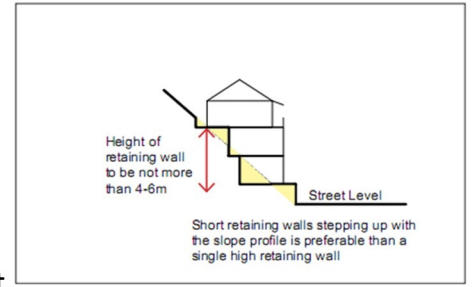 Height of
retaining wall
to be not more
than 4-6m
Street Level
Short retaining walls stepping up with
the slope profile is preferable than a
single high retaining wall